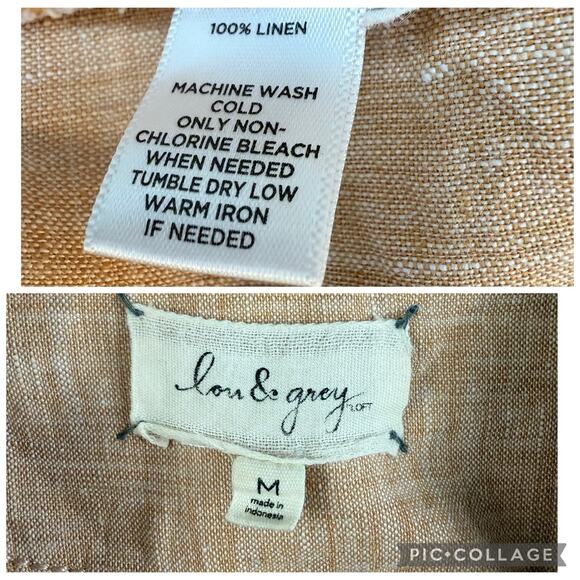 100% LINEN
MACHINE WASH
COLD
ONLY NON-
CHLORINE BLEACH
WHEN NEEDED
TUMBLE DRY LOW
WARM IRON
IF NEEDED
lou & grey
LOFT
M
made in
indonesia
PIC•COLLAGE